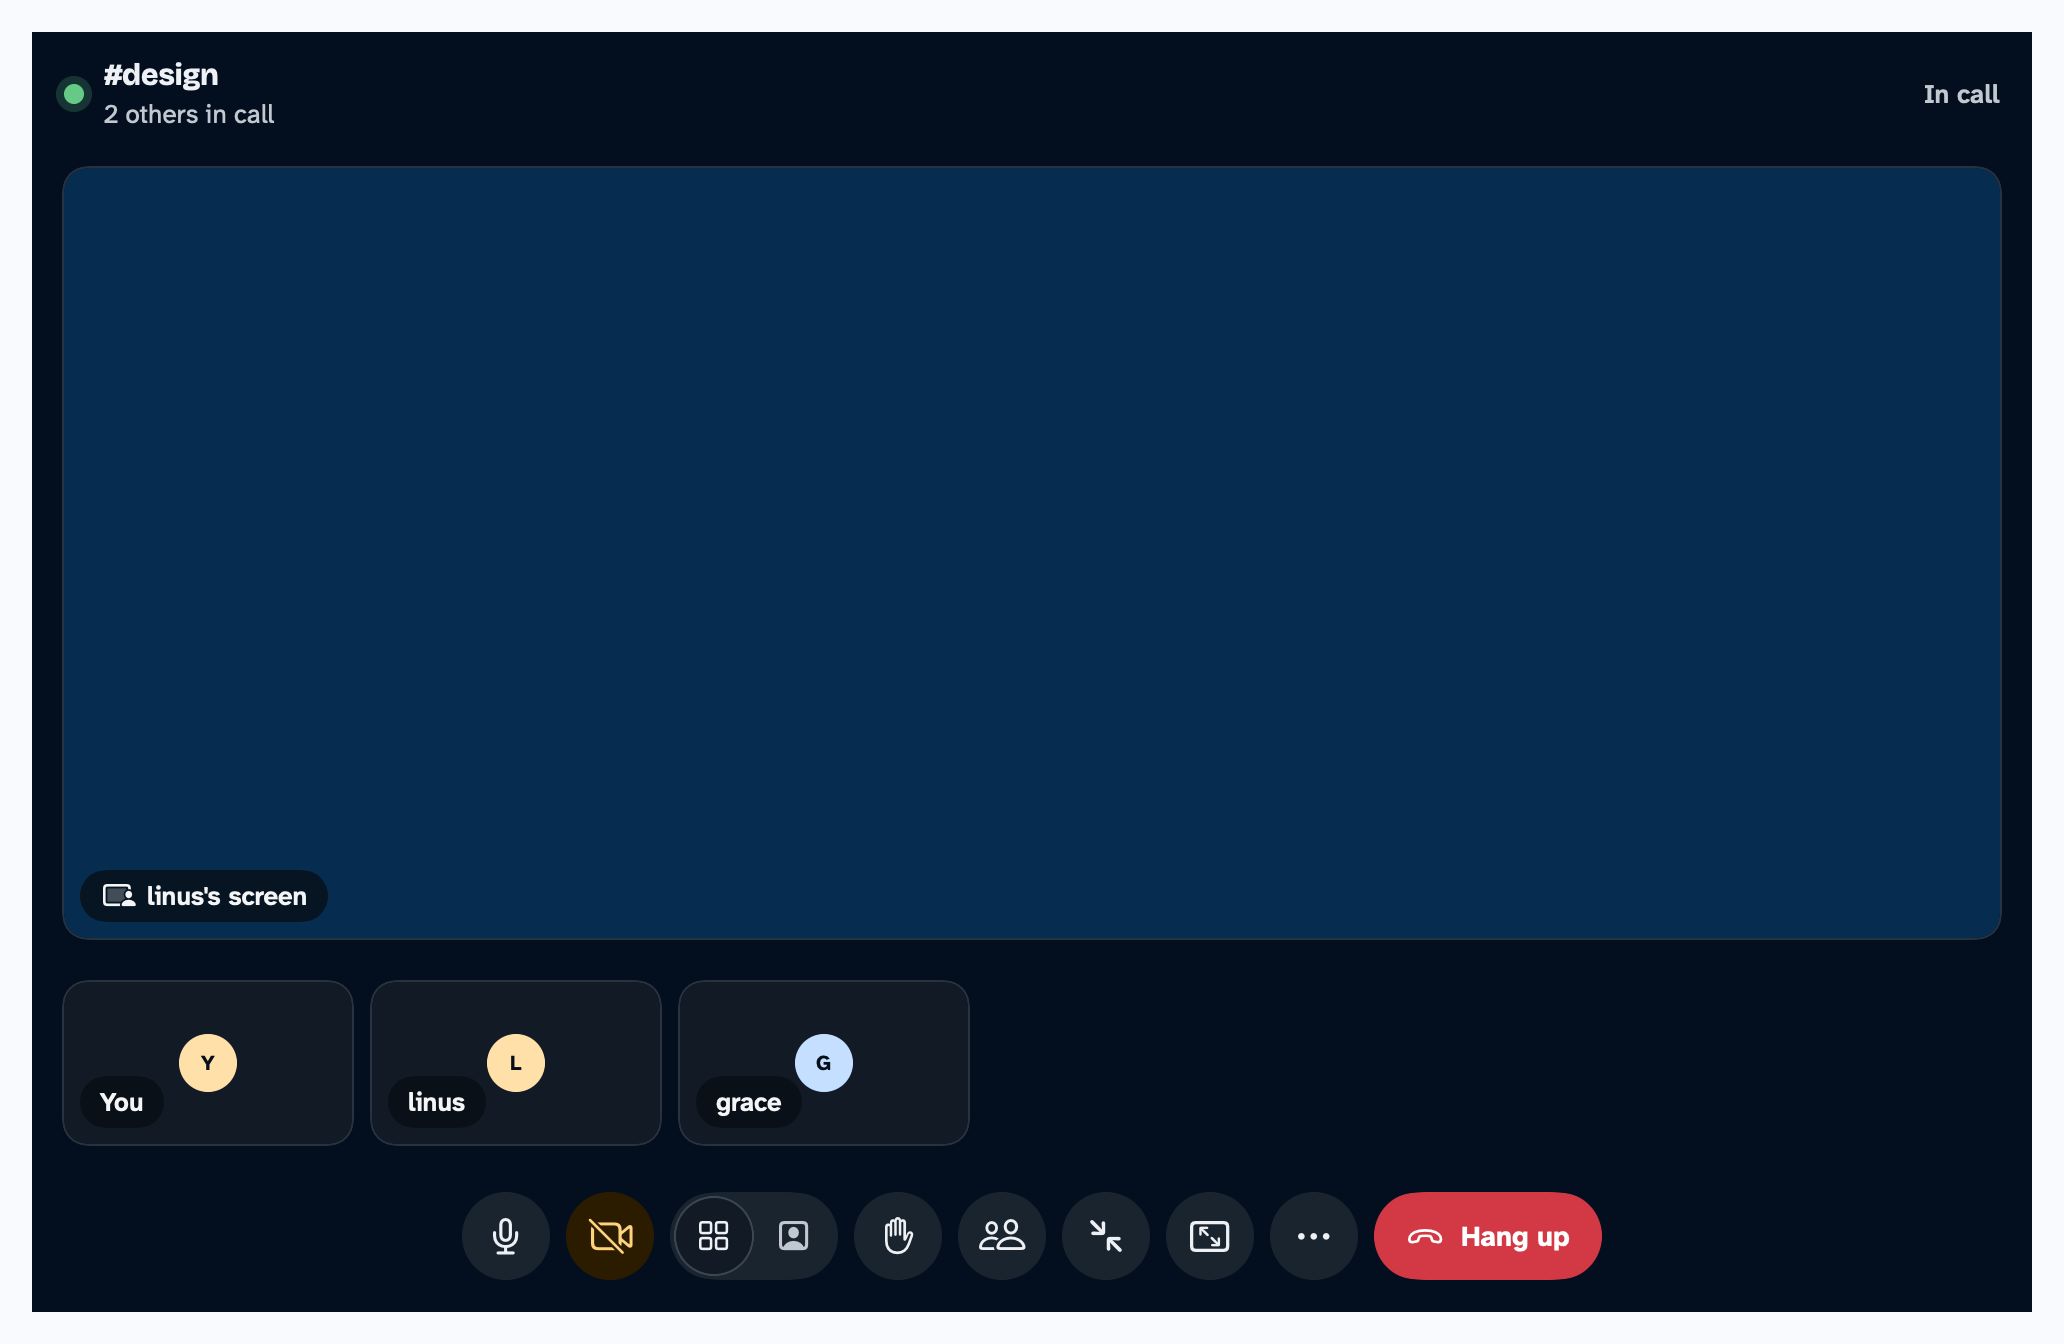 #design
2 others in call
In call
linus's screen
Y
You
L
linus
G
grace
Hang up